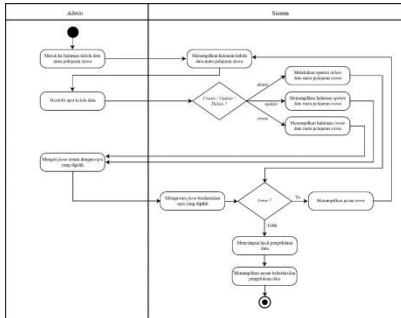 Admin
Sistem
Masuk ke halaman kelola data
mata pelajaran siswa
Menampilkan halaman kelola
data mata pelajaran siswa
Memilih opsi kelola data
Create / Update /
Delete ?
delete
update
create
Melakukan operasi delete
data mata pelajaran siswa
Menampilkan halaman update
data mata pelajaran siswa
Menampilkan halaman create
data mata pelajaran siswa
Mengisi form sesuai dengan opsi
yang dipilih
Memproses form berdasarkan
opsi yang dipilih
Error ?
Ya
Menampilkan pesan error
Tidak
Menyimpan hasil pengelolaan
data
Menampilkan pesan keberhasilan
pengelolaan data